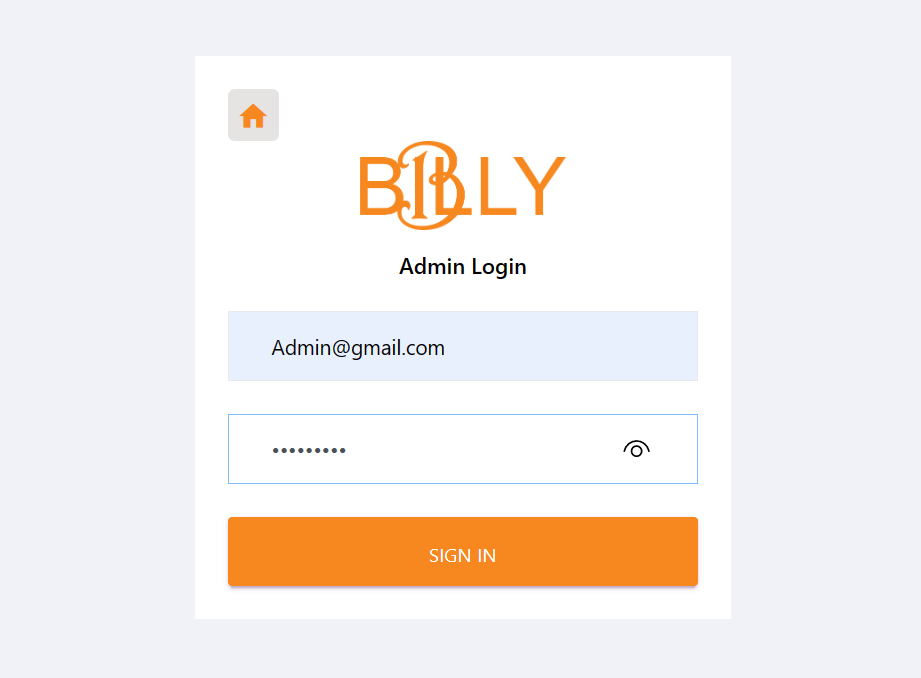 BILLY
Admin Login
Admin@gmail.com
•••••••••
SIGN IN